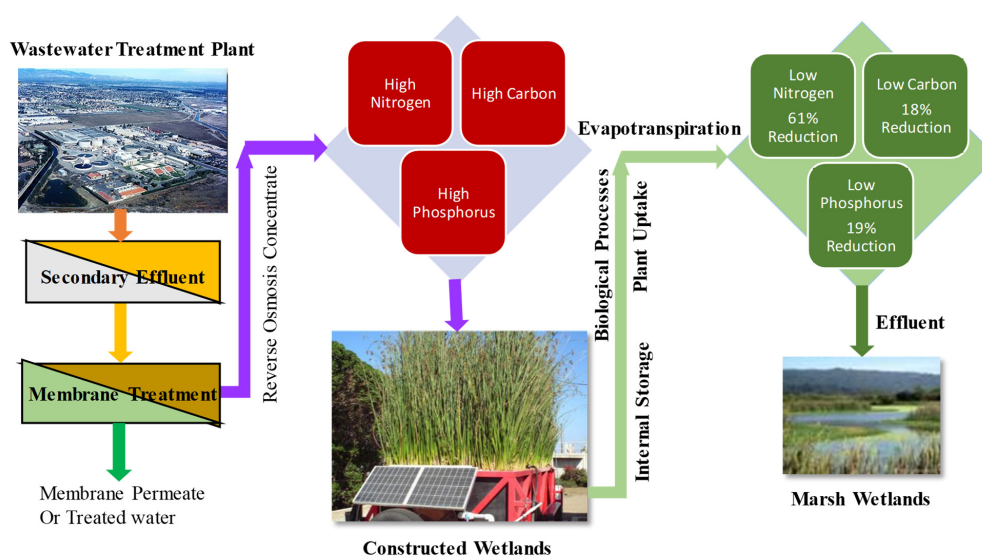 Wastewater Treatment Plant
Secondary Effluent
Membrane Treatment
Membrane Permeate
Or Treated water
Reverse Osmosis Concentrate
High
Nitrogen
High Carbon
High
Phosphorus
Constructed Wetlands
Evapotranspiration
Biological Processes
Plant Uptake
Internal Storage
Low
Nitrogen
61%
Reduction
Low Carbon
18%
Reduction
Low
Phosphorus
19%
Reduction
Effluent
Marsh Wetlands